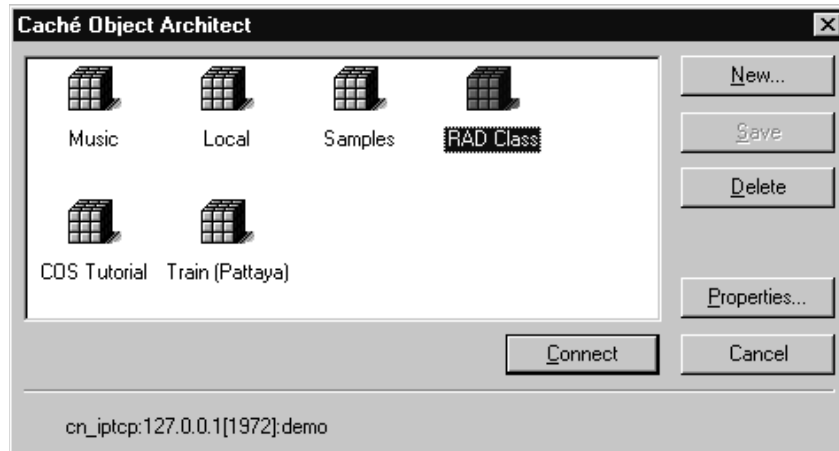 Caché Object Architect
Music
Local
Samples
RAD Class
COS Tutorial
Train (Pattaya)
New...
Save
Delete
Properties...
Connect
Cancel
cn_iptcp:127.0.0.1[1972]:demo